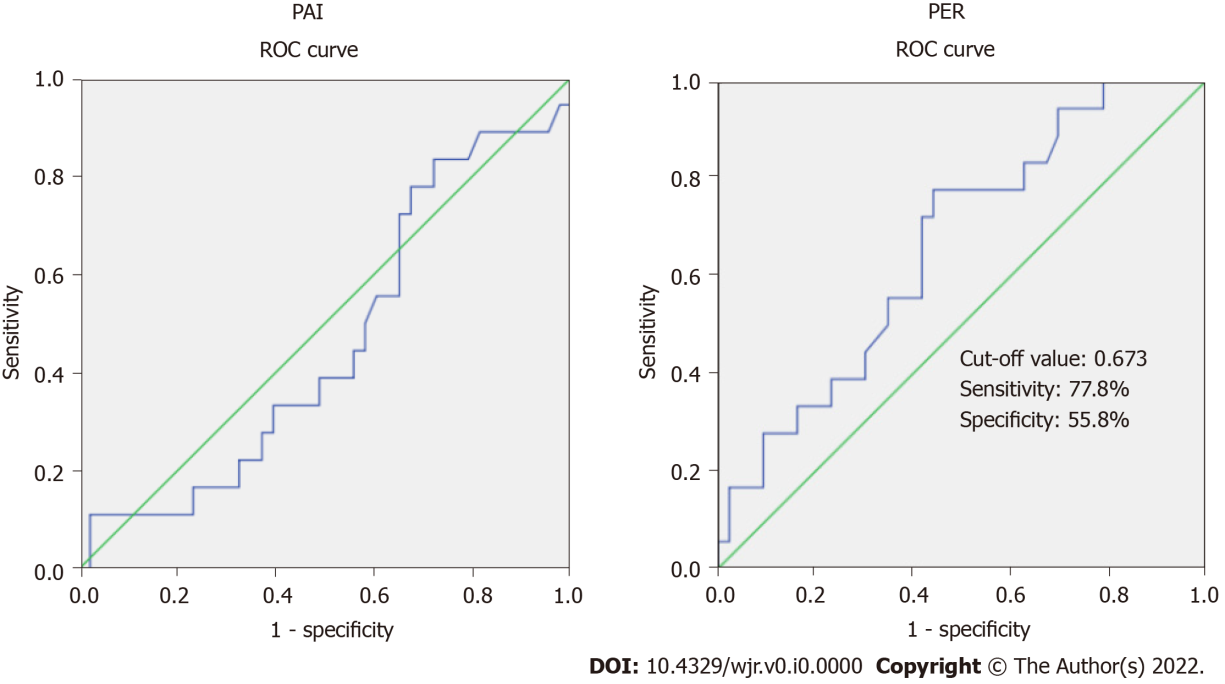 PAI
ROC curve
1.0
0.8
0.6
0.4
0.2
0.0
Sensitivity
0.0 0.2 0.4 0.6 0.8 1.0
1 - specificity
PER
ROC curve
1.0
0.8
0.6
0.4
0.2
0.0
Sensitivity
Cut-off value: 0.673
Sensitivity: 77.8%
Specificity: 55.8%
0.0 0.2 0.4 0.6 0.8 1.0
1 - specificity
DOI: 10.4329/wjr.v0.i0.0000 Copyright © The Author(s) 2022.